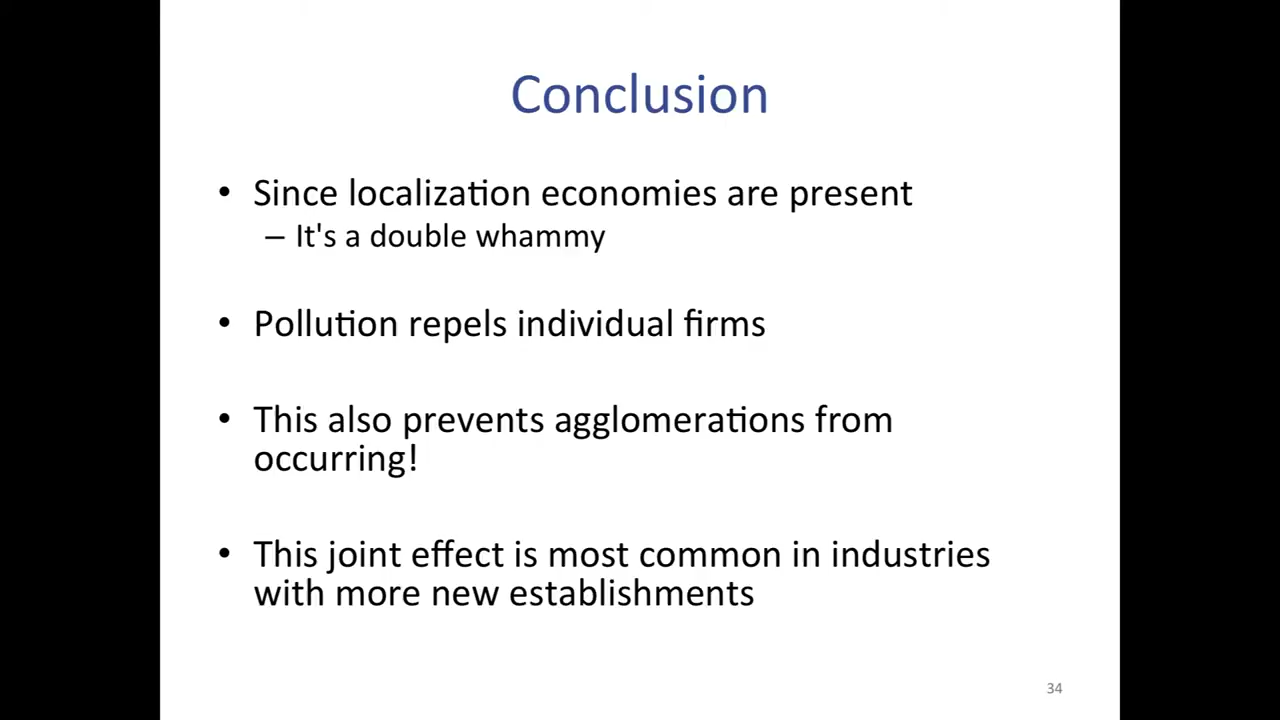 Conclusion
• Since localization economies are present
– It's a double whammy
• Pollution repels individual firms
• This also prevents agglomerations from
occurring!
• This joint effect is most common in industries
with more new establishments
34